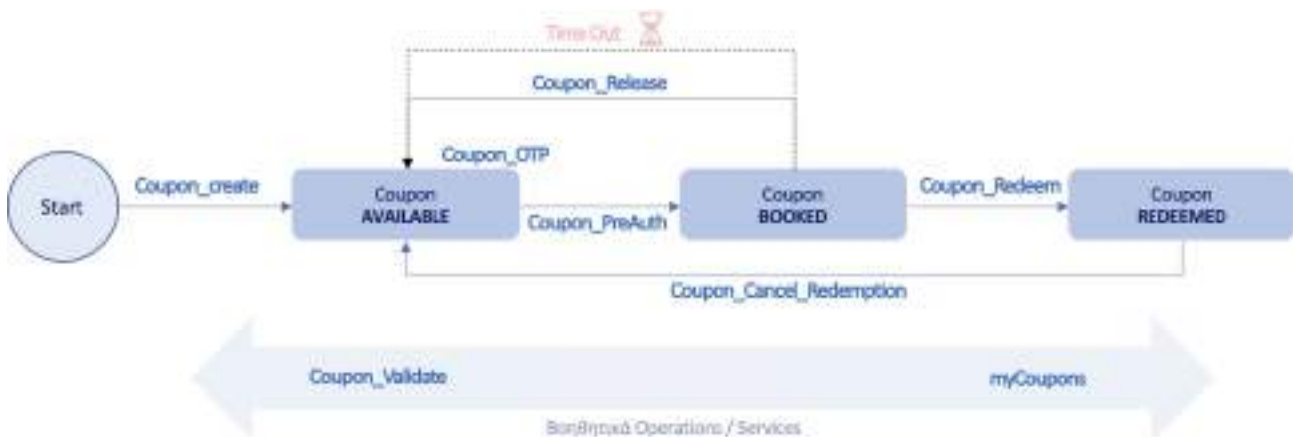 Time Out
Coupon_Release
Coupon_OTP
Start
Coupon_create
Coupon
AVAILABLE
Coupon_PreAuth
Coupon
BOOKED
Coupon_Redeem
Coupon
REDEEMED
Coupon_Cancel_Redemption
Coupon_Validate
myCoupons
Βοηθητικά Operations / Services